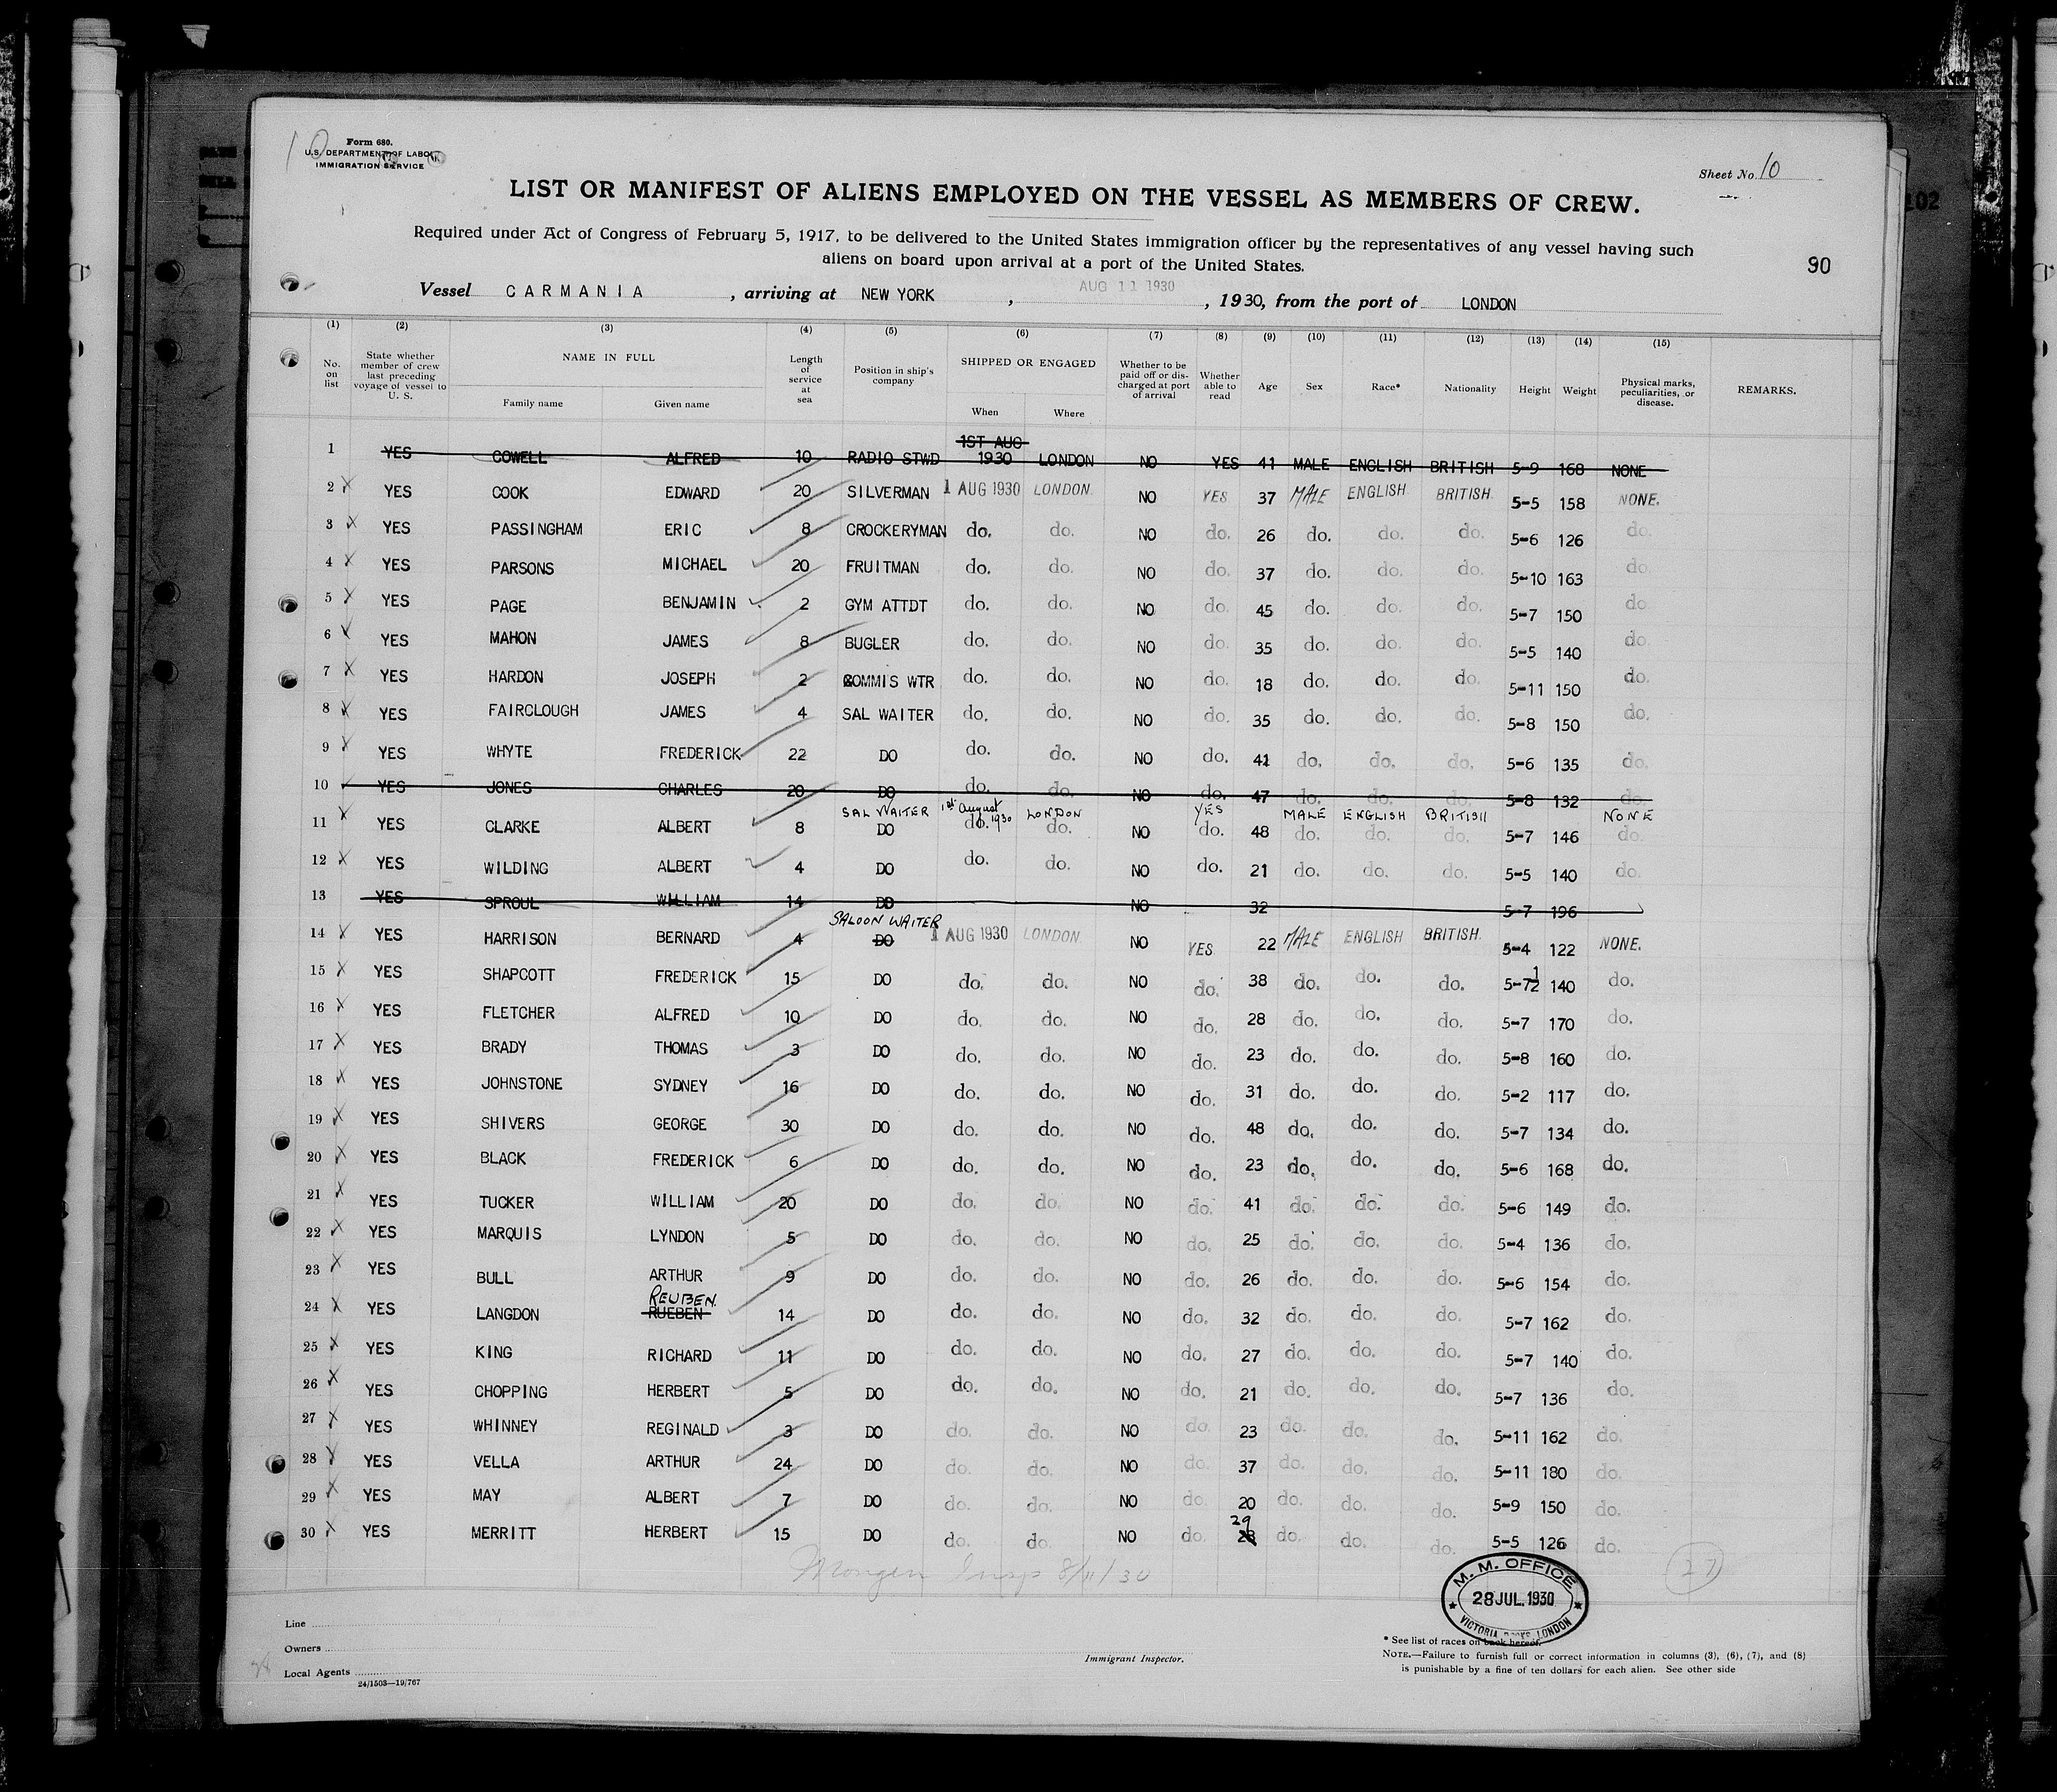 10
Form 680.
U.S. DEPARTMENT OF LABOR
IMMIGRATION SERVICE
Sheet No. 10
LIST OR MANIFEST OF ALIENS EMPLOYED ON THE VESSEL AS MEMBERS OF CREW.
102
Required under Act of Congress of February 5, 1917, to be delivered to the United States immigration officer by the representatives of any vessel having such
aliens on board upon arrival at a port of the United States.
90
Vessel CARMANIA, arriving at NEW YORK, AUG 11 1930, 1930, from the port of LONDON
(1) (2) (3) (4) (5) (6) (7) (8) (9) (10) (11) (12) (13) (14) (15)
No. on list State whether member of crew last preceding voyage of vessel to U. S. NAME IN FULL Length of service at sea Position in ship's company SHIPPED OR ENGAGED Whether to be paid off or discharged at port of arrival Whether able to read Age Sex Race* Nationality Height Weight Physical marks, peculiarities, or disease. REMARKS.
Family name Given name When Where
1 YES COWELL ALFRED 10 RADIO STWD 1ST AUG 1930 LONDON NO YES 41 MALE ENGLISH BRITISH 5-9 168 NONE
2 YES COOK EDWARD 20 SILVERMAN 1 AUG 1930 LONDON. NO YES 37 MALE ENGLISH BRITISH. 5-5 158 NONE.
3 YES PASSINGHAM ERIC 8 CROCKERYMAN do. do. NO do. 26 do. do. do. 5-6 126 do.
4 YES PARSONS MICHAEL 20 FRUITMAN do. do. NO do. 37 do. do. do. 5-10 163 do.
5 YES PAGE BENJAMIN 2 GYM ATTDT do. do. NO do. 45 do. do. do. 5-7 150 do.
6 YES MAHON JAMES 8 BUGLER do. do. NO do. 35 do. do. do. 5-5 140 do.
7 YES HARDON JOSEPH 2 COMMIS WTR do. do. NO do. 18 do. do. do. 5-11 150 do.
8 YES FAIRCLOUGH JAMES 4 SAL WAITER do. do. NO do. 35 do. do. do. 5-8 150 do.
9 YES WHYTE FREDERICK 22 DO do. do. NO do. 41 do. do. do. 5-6 135 do.
10 YES JONES CHARLES 20 DO do. do. NO do. 47 do. do. do. 5-8 132 do.
SAL WAITER 1st August 1930 LONDON YES MALE ENGLISH BRITISH NONE
11 YES CLARKE ALBERT 8 DO do. do. NO do. 48 do. do. do. 5-7 146 do.
12 YES WILDING ALBERT 4 DO do. do. NO do. 21 do. do. do. 5-5 140 do.
13 YES SPROUL WILLIAM 14 DO NO 32 5-7 196
SALOON WAITER
14 YES HARRISON BERNARD 4 DO 1 AUG 1930 LONDON NO YES 22 MALE ENGLISH BRITISH. 5-4 122 NONE.
15 YES SHAPCOTT FREDERICK 15 DO do. do. NO do. 38 do. do. do. 5-7½ 140 do.
16 YES FLETCHER ALFRED 10 DO do. do. NO do. 28 do. do. do. 5-7 170 do.
17 YES BRADY THOMAS 3 DO do. do. NO do. 23 do. do. do. 5-8 160 do.
18 YES JOHNSTONE SYDNEY 16 DO do. do. NO do. 31 do. do. do. 5-2 117 do.
19 YES SHIVERS GEORGE 30 DO do. do. NO do. 48 do. do. do. 5-7 134 do.
20 YES BLACK FREDERICK 6 DO do. do. NO do. 23 do. do. do. 5-6 168 do.
21 YES TUCKER WILLIAM 20 DO do. do. NO do. 41 do. do. do. 5-6 149 do.
22 YES MARQUIS LYNDON 5 DO do. do. NO do. 25 do. do. do. 5-4 136 do.
23 YES BULL ARTHUR 9 DO do. do. NO do. 26 do. do. do. 5-6 154 do.
REUBEN.
24 YES LANGDON RUEBEN 14 DO do. do. NO do. 32 do. do. do. 5-7 162 do.
25 YES KING RICHARD 11 DO do. do. NO do. 27 do. do. do. 5-7 140 do.
26 YES CHOPPING HERBERT 5 DO do. do. NO do. 21 do. do. do. 5-7 136 do.
27 YES WHINNEY REGINALD 3 DO do. do. NO do. 23 do. do. do. 5-11 162 do.
28 YES VELLA ARTHUR 24 DO do. do. NO do. 37 do. do. do. 5-11 180 do.
29 YES MAY ALBERT 7 DO do. do. NO do. 20 do. do. do. 5-9 150 do.
29
30 YES MERRITT HERBERT 15 DO do. do. NO do. do. do. do. 5-5 126 do.
Insp 8/11/30
27
M. M. OFFICE
28 JUL. 1930
VICTORIA DOCKS, LONDON
Line
Owners
Local Agents
24/1503—19/767
Immigrant Inspector.
* See list of races on back hereof.
NOTE.—Failure to furnish full or correct information in columns (3), (6), (7), and (8)
is punishable by a fine of ten dollars for each alien. See other side